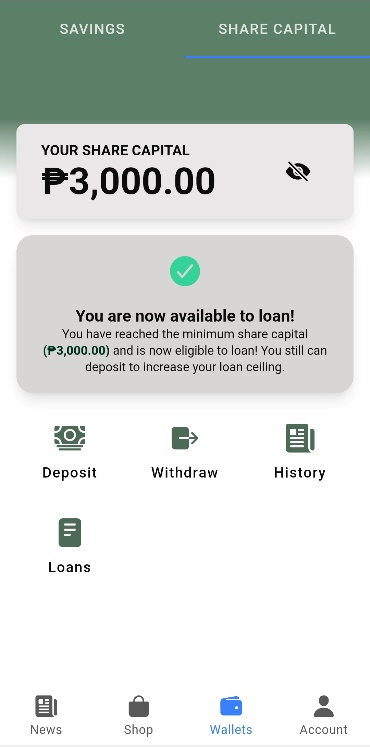 SAVINGS SHARE CAPITAL
YOUR SHARE CAPITAL
₱3,000.00
You are now available to loan!
You have reached the minimum share capital
(₱3,000.00) and is now eligible to loan! You still can
deposit to increase your loan ceiling.
Deposit Withdraw History
Loans
News Shop Wallets Account